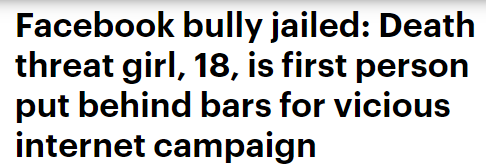 Facebook bully jailed: Death
threat girl, 18, is first person
put behind bars for vicious
internet campaign